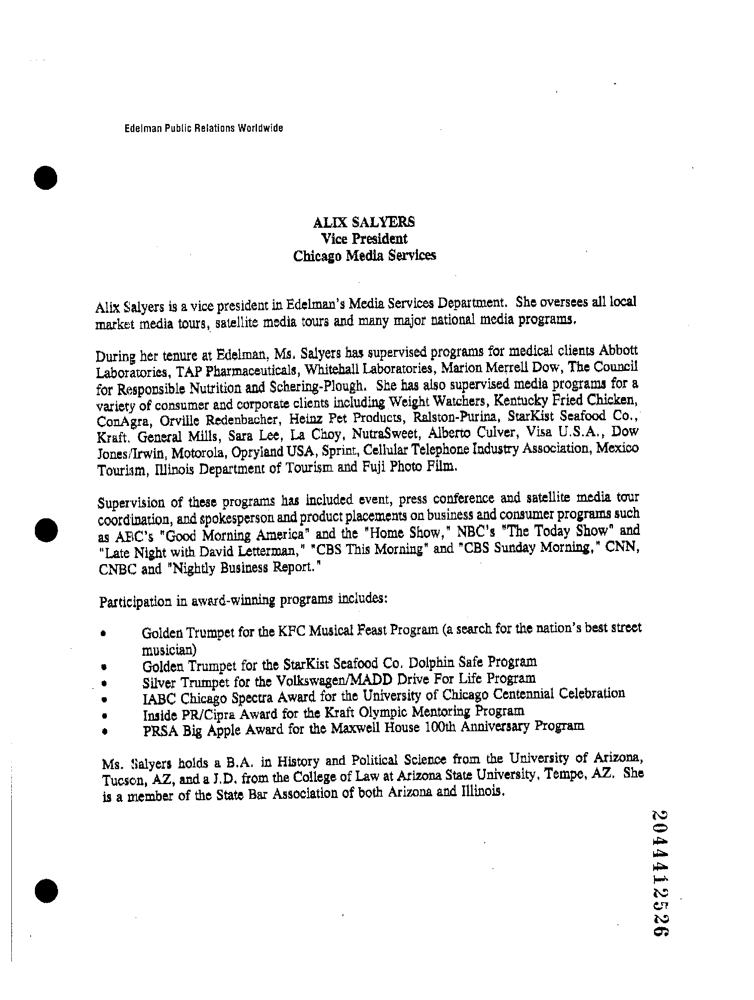 Edelman Public Relations Worldwide
ALIX SALYERS
Vice President
Chicago Media Services
Alix Salyers is a vice president in Edelman's Media Services Department. She oversees all local
market media tours, satellite media tours and many major national media programs.
During her tenure at Edelman, Ms. Salyers has supervised programs for medical clients Abbott
Laboratories, TAP Pharmaceuticals, Whitehall Laboratories, Marion Merrell Dow, The Council
for Responsible Nutrition and Schering-Plough. She has also supervised media programs for a
variety of consumer and corporate clients including Weight Watchers, Kentucky Fried Chicken,
ConAgra, Orville Redenbacher, Heinz Pet Products, Ralston-Purina, StarKist Seafood Co.,
Kraft. General Mills, Sara Lee, La Choy, NutraSweet, Alberto Culver, Visa U.S.A., Dow
Jones/Irwin, Motorola, Opryland USA, Sprint, Cellular Telephone Industry Association, Mexico
Tourism, Illinois Department of Tourism and Fuji Photo Film.
Supervision of these programs has included event, press conference and satellite media tour
coordination, and spokesperson and product placements on business and consumer programs such
as ABC's "Good Morning America" and the "Home Show," NBC's "The Today Show" and
"Late Night with David Letterman," "CBS This Morning" and "CBS Sunday Morning," CNN,
CNBC and "Nightly Business Report."
Participation in award-winning programs includes:
• Golden Trumpet for the KFC Musical Feast Program (a search for the nation's best street
musician)
• Golden Trumpet for the StarKist Seafood Co. Dolphin Safe Program
• Silver Trumpet for the Volkswagen/MADD Drive For Life Program
• IABC Chicago Spectra Award for the University of Chicago Centennial Celebration
• Inside PR/Cipra Award for the Kraft Olympic Mentoring Program
• PRSA Big Apple Award for the Maxwell House 100th Anniversary Program
Ms. Salyers holds a B.A. in History and Political Science from the University of Arizona,
Tucson, AZ, and a J.D. from the College of Law at Arizona State University, Tempe, AZ. She
is a member of the State Bar Association of both Arizona and Illinois.
2044412526